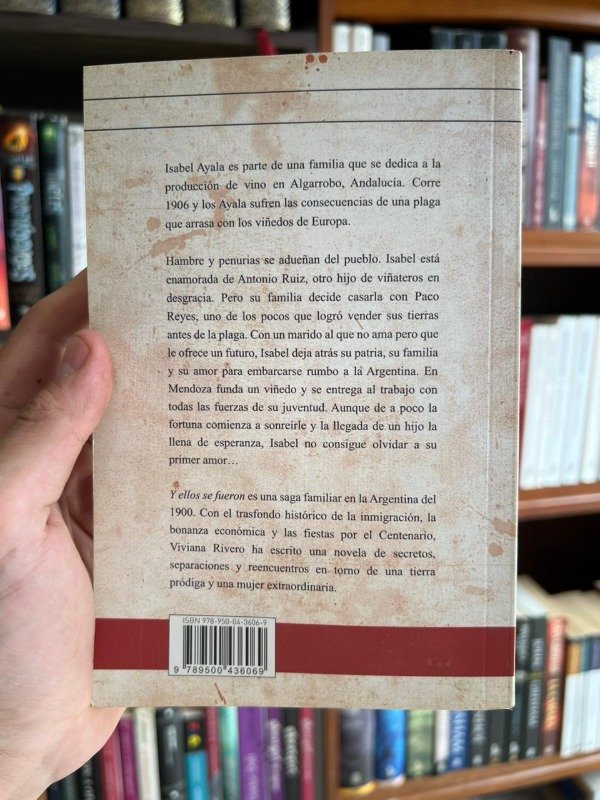 Isabel Ayala es parte de una familia que se dedica a la
producción de vino en Algarrobo, Andalucía. Corre
1906 y los Ayala sufren las consecuencias de una plaga
que arrasa con los viñedos de Europa.
Hambre y penurias se adueñan del pueblo. Isabel está
enamorada de Antonio Ruiz, otro hijo de viñateros en
desgracia. Pero su familia decide casarla con Paco
Reyes, uno de los pocos que logró vender sus tierras
antes de la plaga. Con un marido al que no ama pero que
le ofrece un futuro, Isabel deja atrás su patria, su familia
y su amor para embarcarse rumbo a la Argentina. En
Mendoza funda un viñedo y se entrega al trabajo con
todas las fuerzas de su juventud. Aunque de a poco la
fortuna comienza a sonreírle y la llegada de un hijo la
llena de esperanza, Isabel no consigue olvidar a su
primer amor…
Y ellos se fueron es una saga familiar en la Argentina del
1900. Con el trasfondo histórico de la inmigración, la
bonanza económica y las fiestas por el Centenario,
Viviana Rivero ha escrito una novela de secretos,
separaciones y reencuentros en torno de una tierra
pródiga y una mujer extraordinaria.
ISBN 978-950-04-3606-9
9 789500 436069